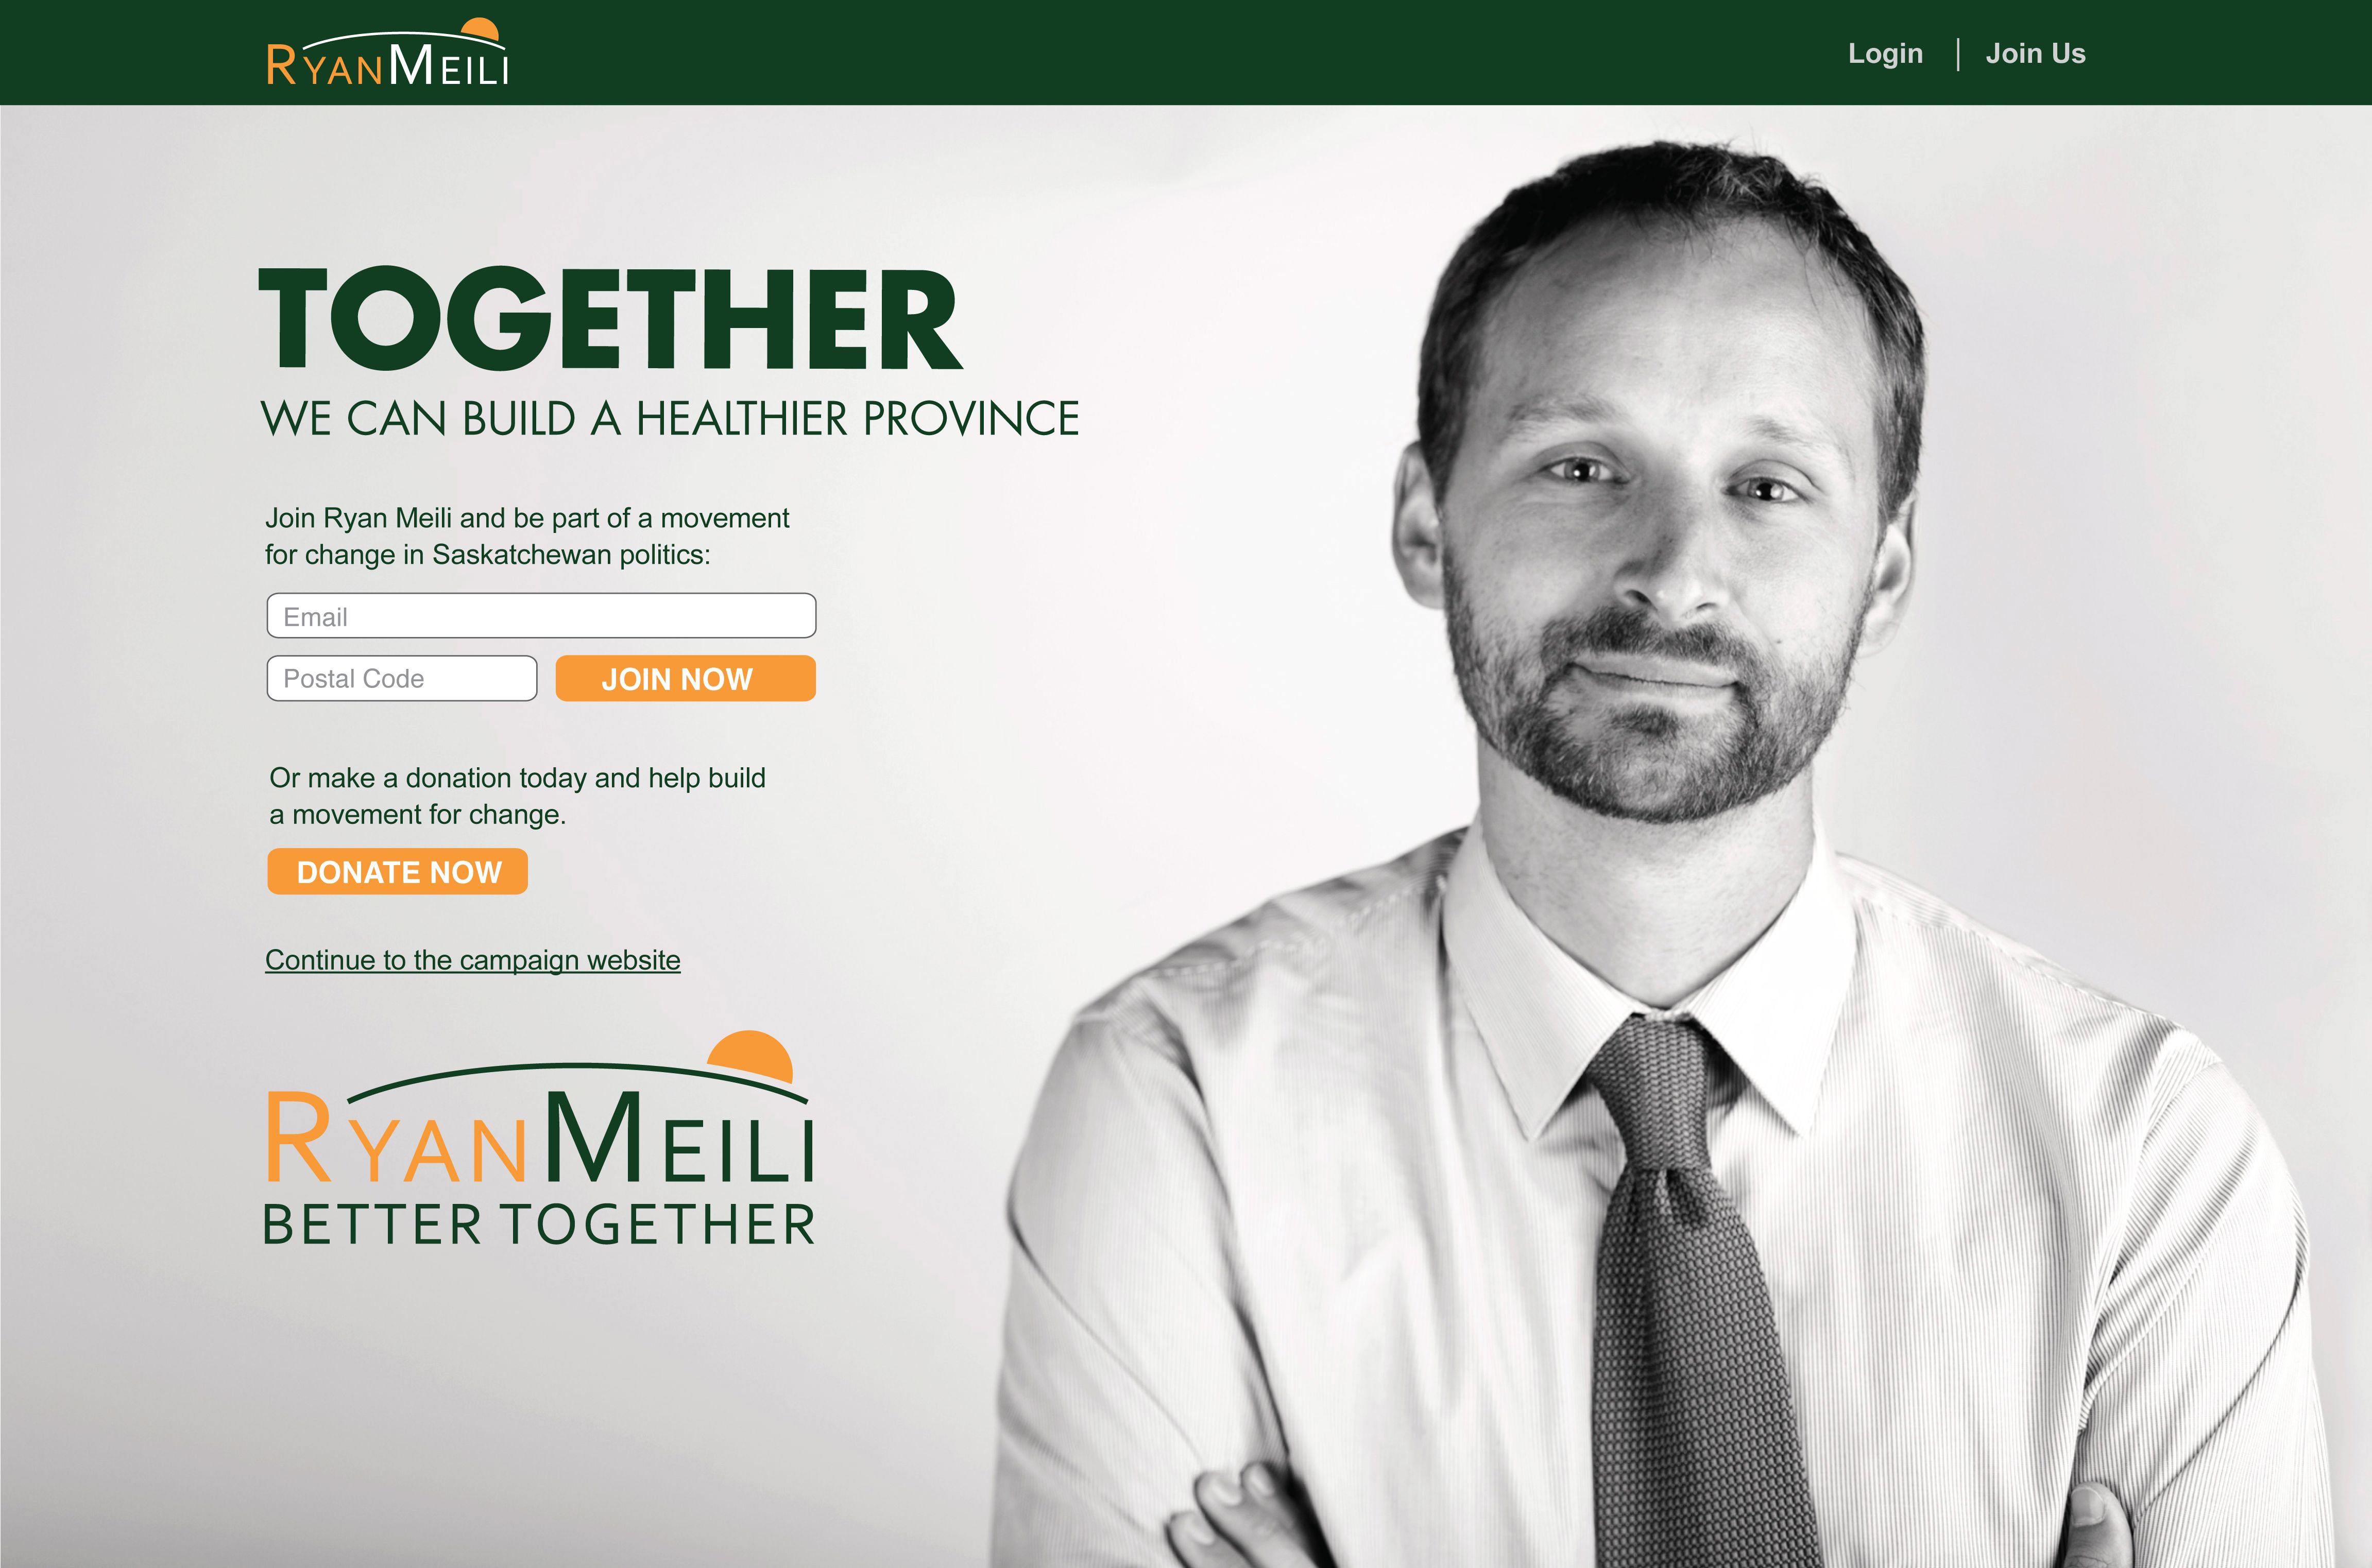 RYANMEILI
Login | Join Us
TOGETHER
WE CAN BUILD A HEALTHIER PROVINCE
Join Ryan Meili and be part of a movement
for change in Saskatchewan politics:
Email
Postal Code
JOIN NOW
Or make a donation today and help build
a movement for change.
DONATE NOW
Continue to the campaign website
RYANMEILI
BETTER TOGETHER